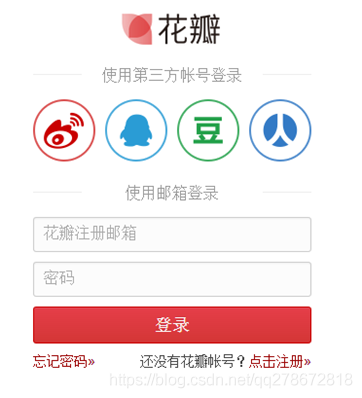 花瓣
使用第三方帐号登录
豆
使用邮箱登录
花瓣注册邮箱
密码
登录
忘记密码» 还没有花瓣帐号？点击注册»
https://blog.csdn.net/qq278672818